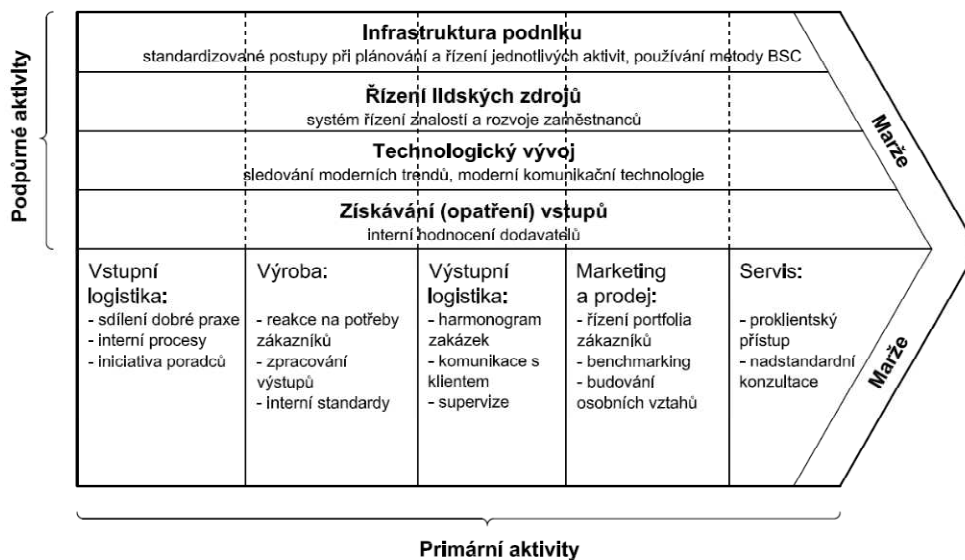 Podpůrné aktivity
Infrastruktura podniku
standardizované postupy při plánování a řízení jednotlivých aktivit, používání metody BSC
Řízení lidských zdrojů
systém řízení znalostí a rozvoje zaměstnanců
Technologický vývoj
sledování moderních trendů, moderní komunikační technologie
Získávání (opatření) vstupů
interní hodnocení dodavatelů
Marže
Vstupní
logistika:
- sdílení dobré praxe
- interní procesy
- iniciativa poradců
Výroba:
- reakce na potřeby
zákazníků
- zpracování
výstupů
- interní standardy
Výstupní
logistika:
- harmonogram
zakázek
- komunikace s
klientem
- supervize
Marketing
a prodej:
- řízení portfolia
zákazníků
- benchmarking
- budování
osobních vztahů
Servis:
- proklientský
přístup
- nadstandardní
konzultace
Marže
Primární aktivity